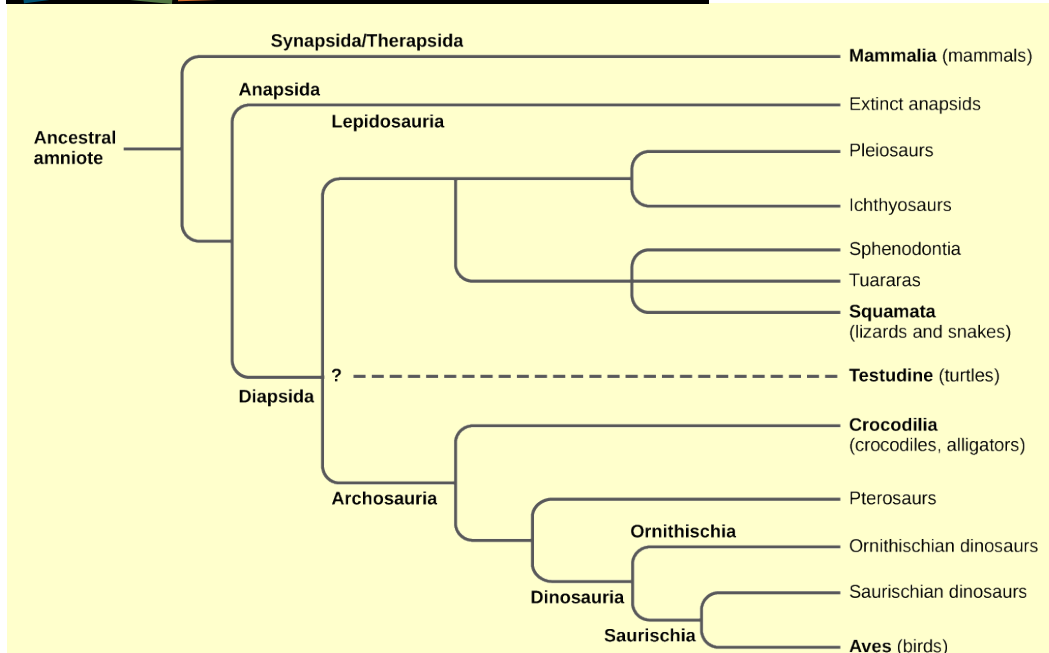 Synapsida/Therapsida
Mammalia (mammals)
Anapsida
Extinct anapsids
Lepidosauria
Ancestral
amniote
Pleiosaurs
Ichthyosaurs
Sphenodontia
Tuararas
Squamata
(lizards and snakes)
?
Testudine (turtles)
Diapsida
Crocodilia
(crocodiles, alligators)
Archosauria
Pterosaurs
Ornithischia
Ornithischian dinosaurs
Saurischian dinosaurs
Dinosauria
Saurischia
Aves (birds)